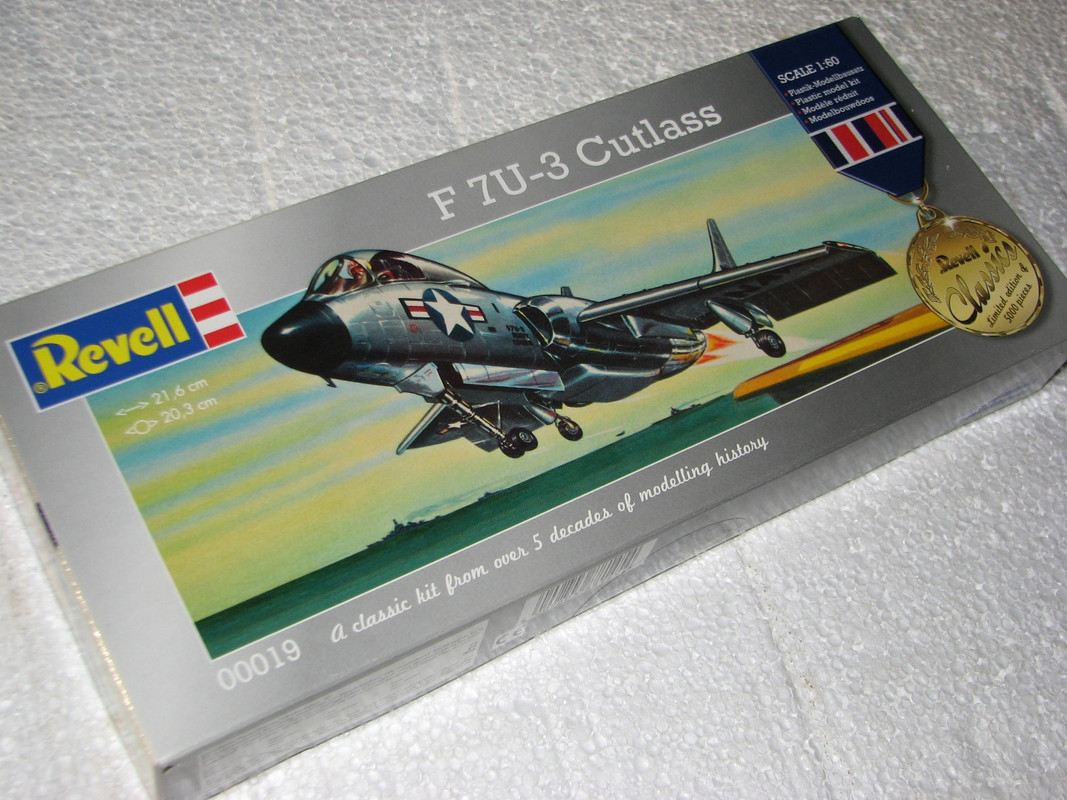 SCALE 1:60
Plastik-Modellbausatz
Plastic model kit
Modèle réduit
Modelbouwdoos
F 7U-3 Cutlass
Revell
Classics
Limited edition of
5000 pieces
® Revell
21,6 cm
20,3 cm
A classic kit from over 5 decades of modelling history
00019